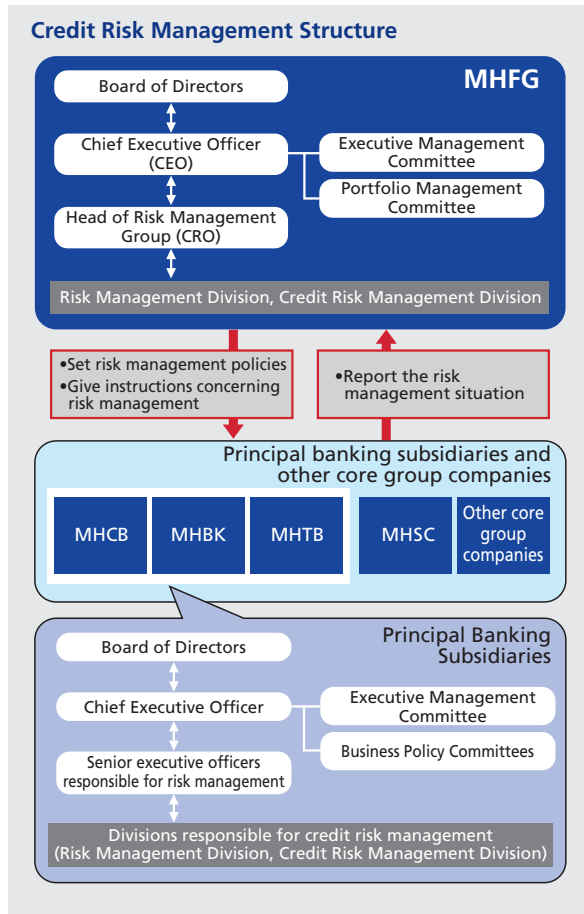 Credit Risk Management Structure
MHFG
Board of Directors
Chief Executive Officer
(CEO)
Executive Management
Committee
Portfolio Management
Committee
Head of Risk Management
Group (CRO)
Risk Management Division, Credit Risk Management Division
•Set risk management policies
•Give instructions concerning
risk management
•Report the risk
management situation
Principal banking subsidiaries and
other core group companies
MHCB
MHBK
MHTB
MHSC
Other core
group
companies
Principal Banking
Subsidiaries
Board of Directors
Chief Executive Officer
Executive Management
Committee
Business Policy Committees
Senior executive officers
responsible for risk management
Divisions responsible for credit risk management
(Risk Management Division, Credit Risk Management Division)